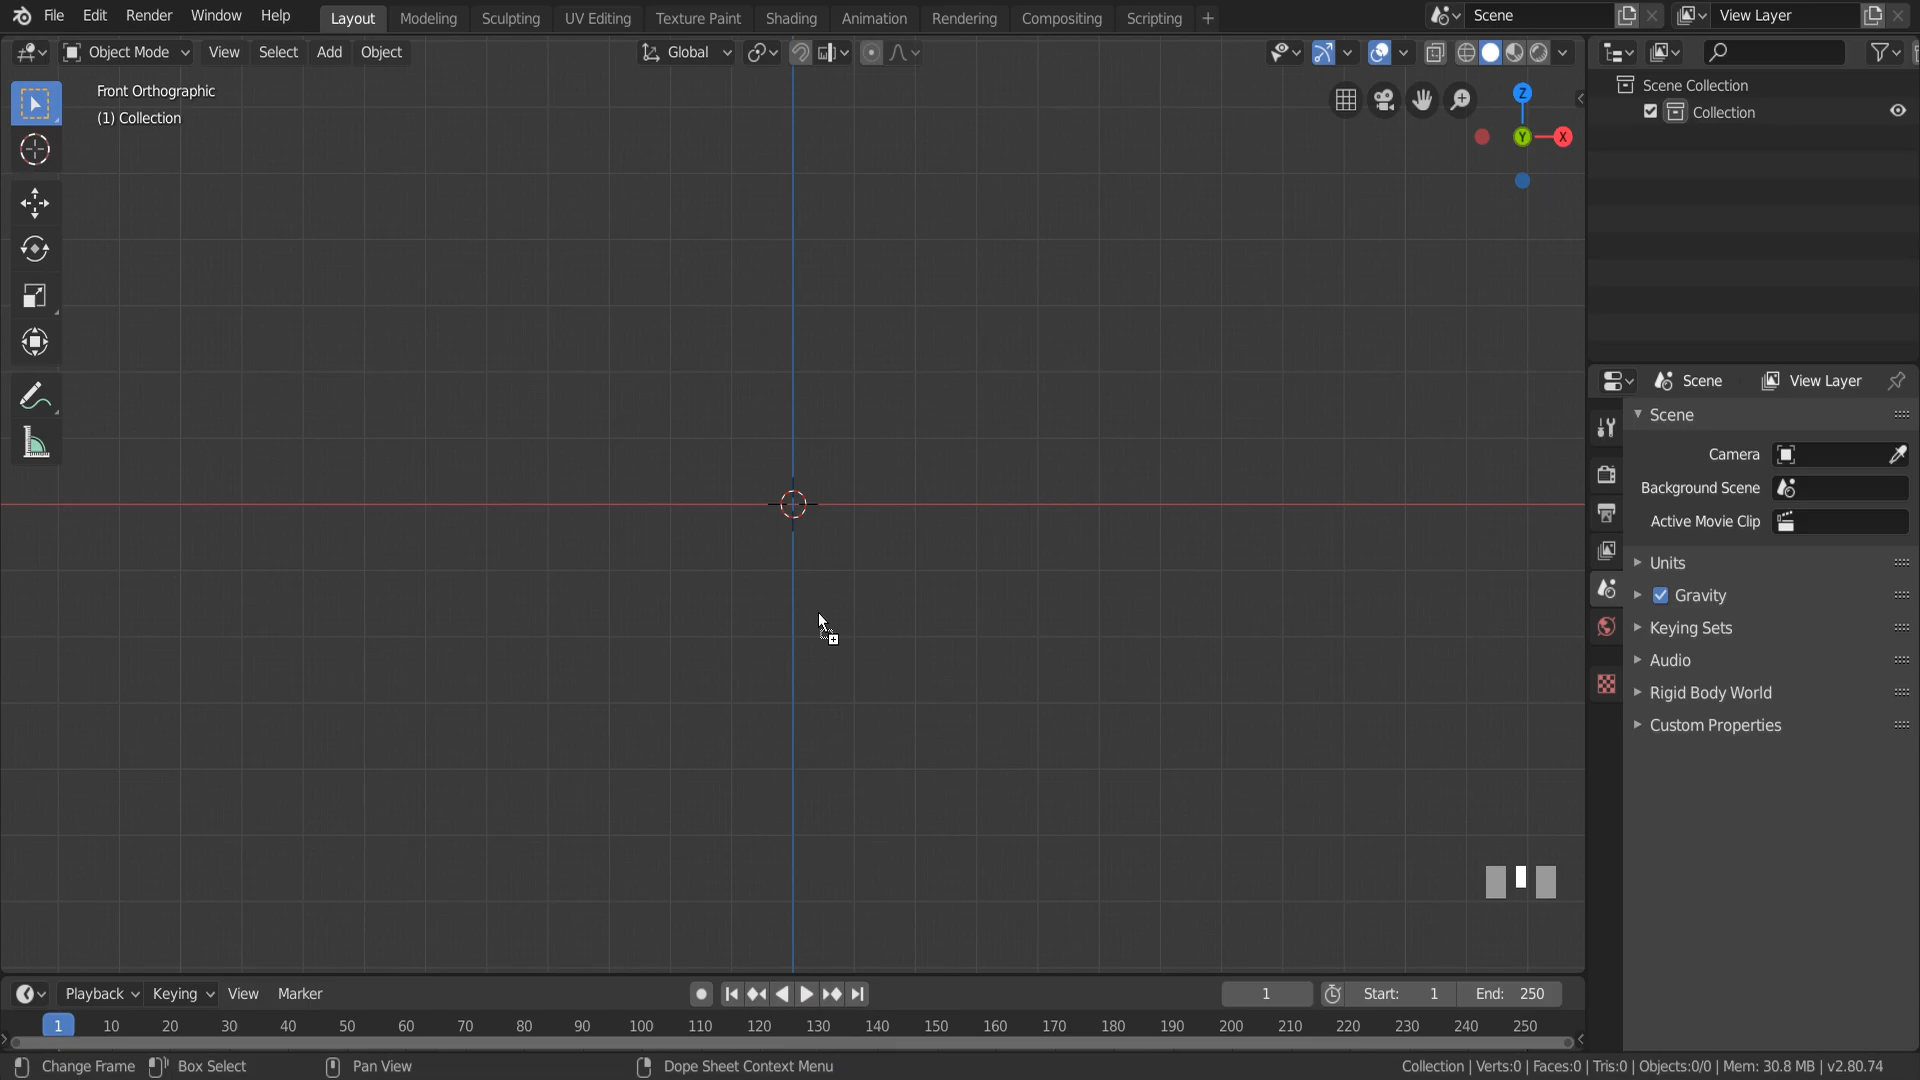 File Edit Render Window Help Layout Modeling Sculpting UV Editing Texture Paint Shading Animation Rendering Compositing Scripting + Scene View Layer
Object Mode View Select Add Object Global
Front Orthographic
(1) Collection
Z
Y
X
Scene Collection
Collection
Scene View Layer
Scene
Camera
Background Scene
Active Movie Clip
Units
Gravity
Keying Sets
Audio
Rigid Body World
Custom Properties
Playback Keying View Marker 1 Start: 1 End: 250
1 10 20 30 40 50 60 70 80 90 100 110 120 130 140 150 160 170 180 190 200 210 220 230 240 250
Change Frame Box Select Pan View Dope Sheet Context Menu Collection | Verts:0 | Faces:0 | Tris:0 | Objects:0/0 | Mem: 30.8 MB | v2.80.74